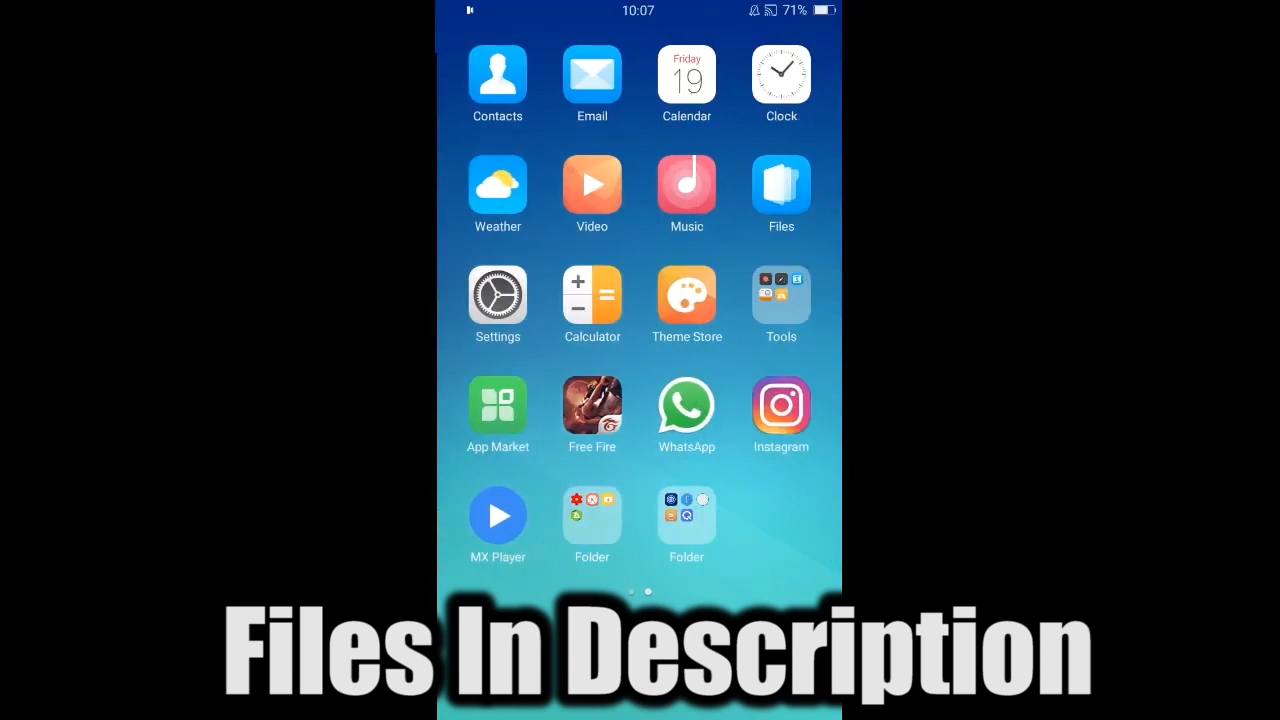 10:07 71%
Friday
19
Contacts Email Calendar Clock
Weather Video Music Files
Settings Calculator Theme Store Tools
App Market Free Fire WhatsApp Instagram
MX Player Folder Folder
Files In Description